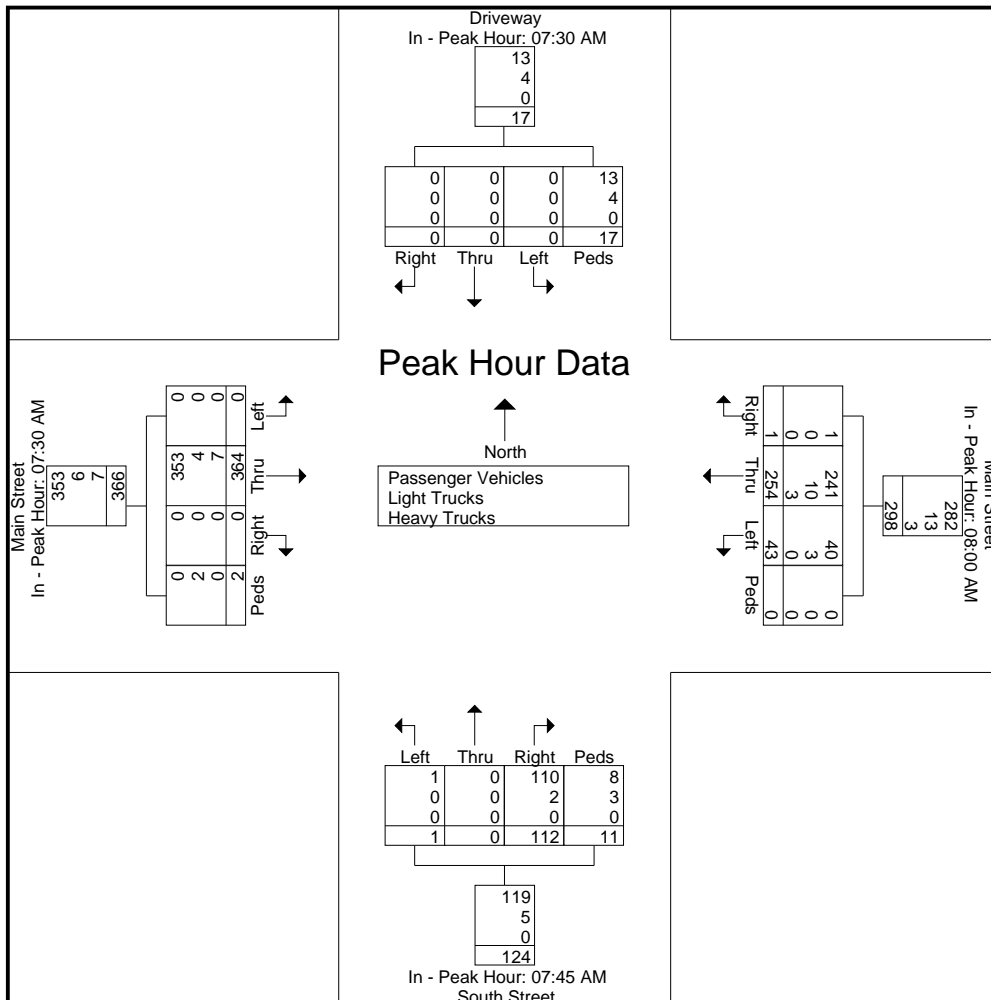 Driveway
In - Peak Hour: 07:30 AM
13
4
0
17
0 0 0 13
0 0 0 4
0 0 0 0
0 0 0 17
Right Thru Left Peds
Peak Hour Data
North
Passenger Vehicles
Light Trucks
Heavy Trucks
Main Street
In - Peak Hour: 07:30 AM
353
6
7
366
0 353 0 0
0 4 0 2
0 7 0 0
0 364 0 2
Left Thru Right Peds
Main Street
In - Peak Hour: 08:00 AM
282
13
3
298
1 241 40 0
0 10 3 0
0 3 0 0
1 254 43 0
Right Thru Left Peds
Left Thru Right Peds
1 0 110 8
0 0 2 3
0 0 0 0
1 0 112 11
119
5
0
124
In - Peak Hour: 07:45 AM
South Street